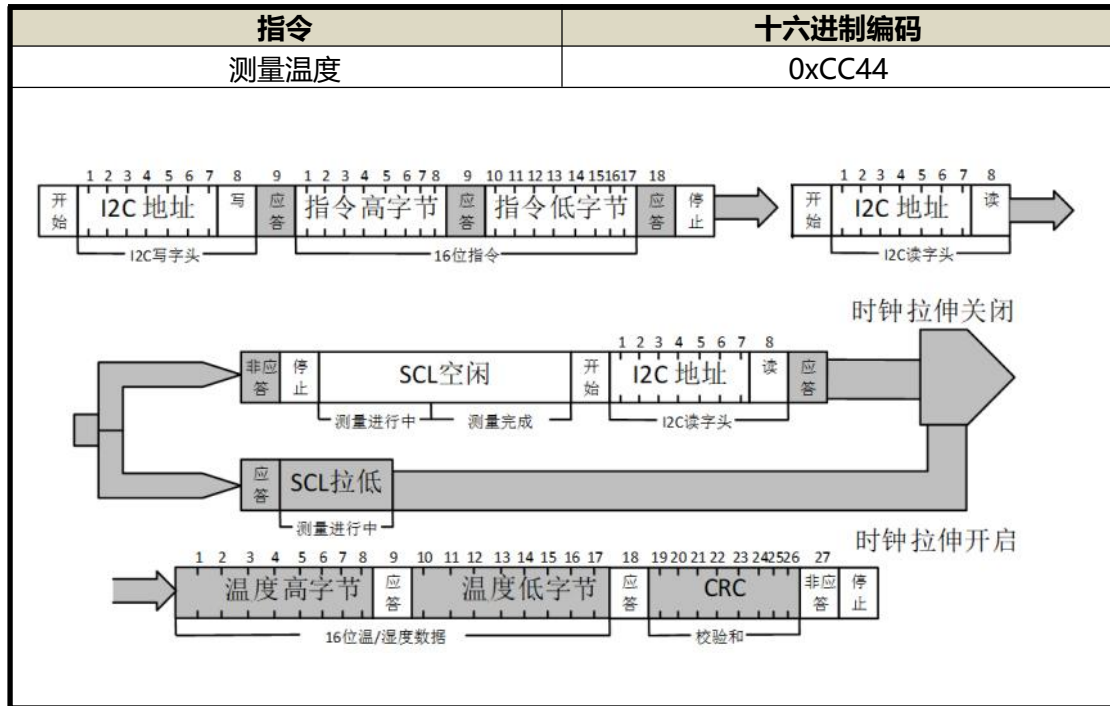 指令 十六进制编码
测量温度 0xCC44
1 2 3 4 5 6 7 8 9 1 2 3 4 5 6 7 8 9 10 11 12 13 14 15 16 17 18 1 2 3 4 5 6 7 8
开始 I2C 地址 写 应答 指令高字节 应答 指令低字节 应答 停止 开始 I2C 地址 读
I2C写字头 16位指令 I2C读字头
时钟拉伸关闭
1 2 3 4 5 6 7 8
非应答 停止 SCL空闲 开始 I2C 地址 读 应答
测量进行中 测量完成 I2C读字头
应答 SCL拉低
测量进行中
时钟拉伸开启
1 2 3 4 5 6 7 8 9 10 11 12 13 14 15 16 17 18 19 20 21 22 23 24 25 26 27
温度高字节 应答 温度低字节 应答 CRC 非应答 停止
16位温/湿度数据 校验和